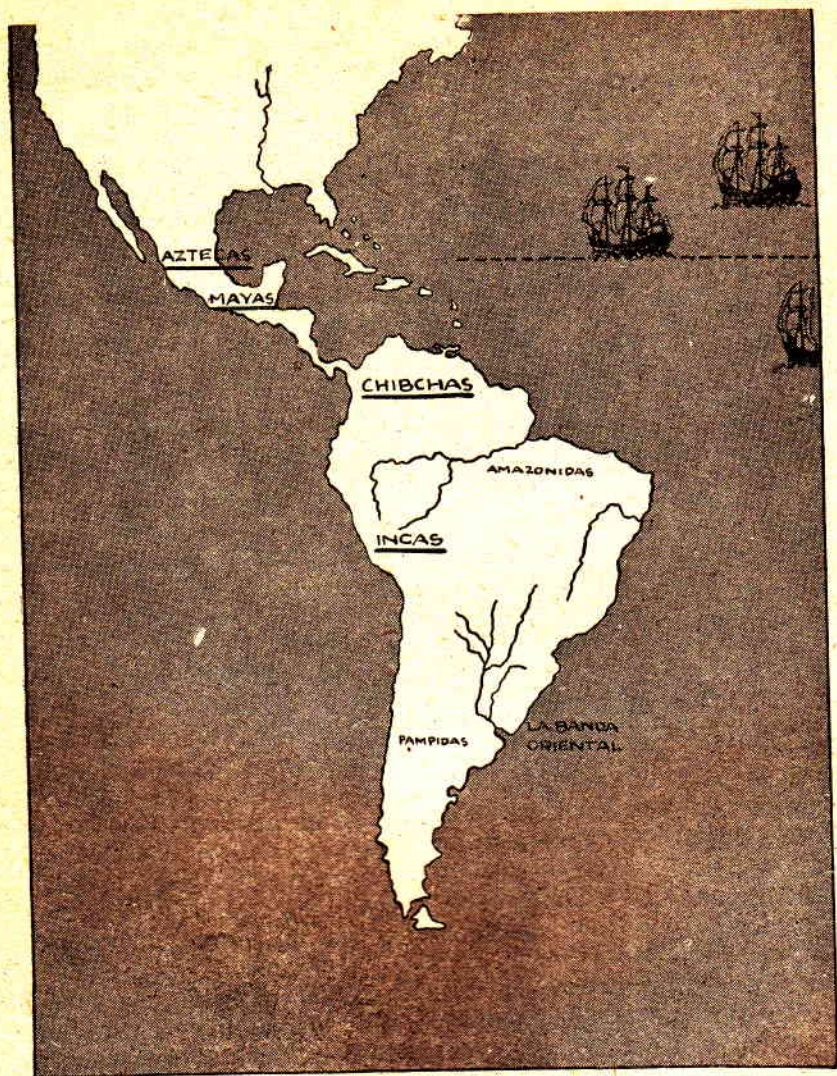 AZTECAS
MAYAS
CHIBCHAS
AMAZONIDAS
INCAS
LA BANDA
ORIENTAL
PAMPIDAS